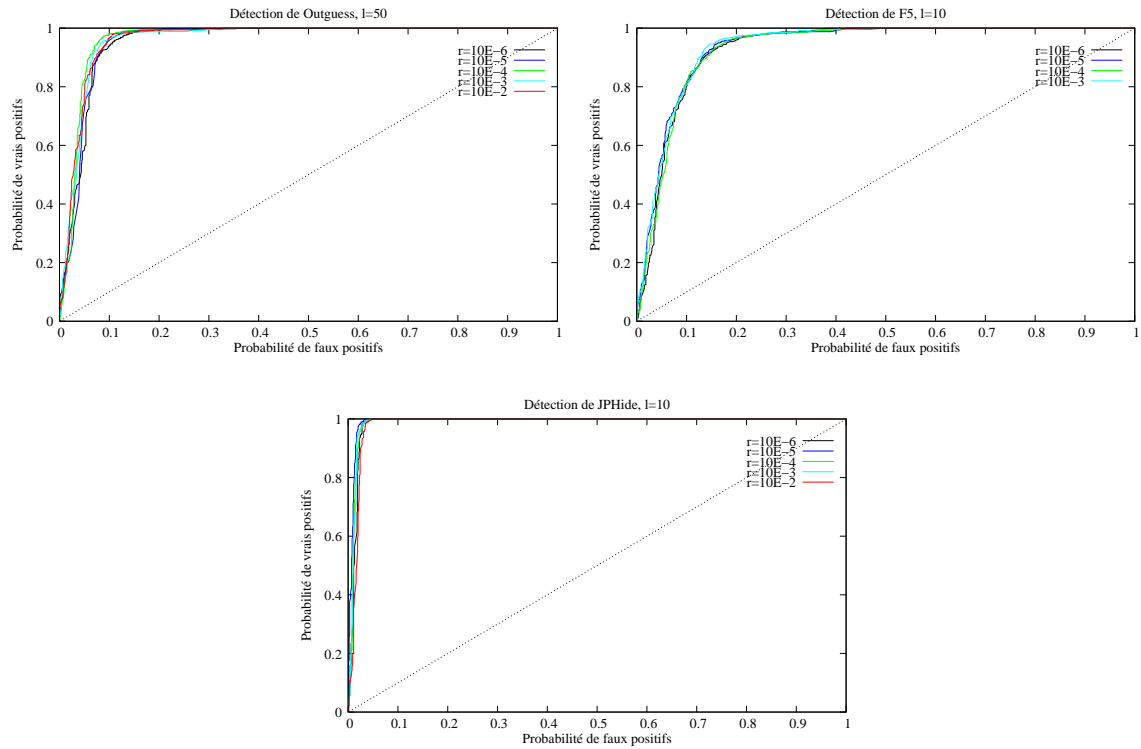 Détection de Outguess, l=50
1
0.8
0.6
0.4
0.2
0
Probabilité de vrais positifs
r=10E−6
r=10E−5
r=10E−4
r=10E−3
r=10E−2
0 0.1 0.2 0.3 0.4 0.5 0.6 0.7 0.8 0.9 1
Probabilité de faux positifs
Détection de F5, l=10
1
0.8
0.6
0.4
0.2
0
Probabilité de vrais positifs
r=10E−6
r=10E−5
r=10E−4
r=10E−3
0 0.1 0.2 0.3 0.4 0.5 0.6 0.7 0.8 0.9 1
Probabilité de faux positifs
Détection de JPHide, l=10
1
0.8
0.6
0.4
0.2
0
Probabilité de vrais positifs
r=10E−6
r=10E−5
r=10E−4
r=10E−3
r=10E−2
0 0.1 0.2 0.3 0.4 0.5 0.6 0.7 0.8 0.9 1
Probabilité de faux positifs